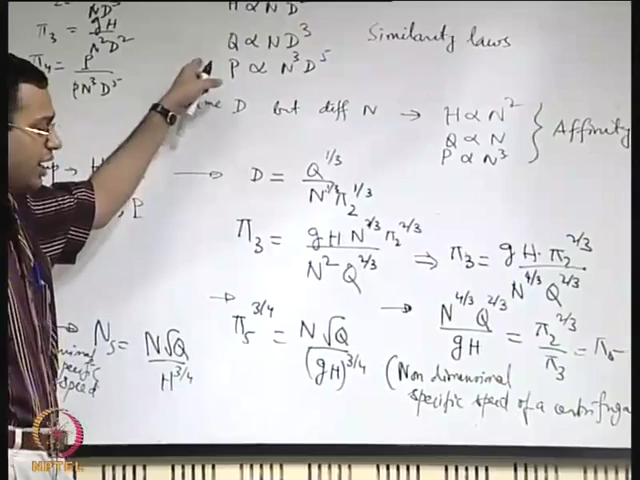 ND³
π₃ = gH / N²D²
π₄ = P / ρN³D⁵
H ∝ N²D²
Q ∝ ND³
P ∝ N³D⁵
Similarity laws
D but diff N → H ∝ N²
Q ∝ N
P ∝ N³
} Affinity
→ D = Q^(1/3) / N^(1/3) π₂^(1/3)
, P
π₃ = gH N^(2/3) π₂^(2/3) / N² Q^(2/3) ⇒ π₃ = gH · π₂^(2/3) / N^(4/3) Q^(2/3)
→ N^(4/3) Q^(2/3) / gH = π₂^(2/3) / π₃ = π₅
→ π₅^(3/4) = N√Q / (gH)^(3/4)
(Non dimensional
specific speed of a centrifuga
→ Nₛ = N√Q / H^(3/4)
speed
NPTEL